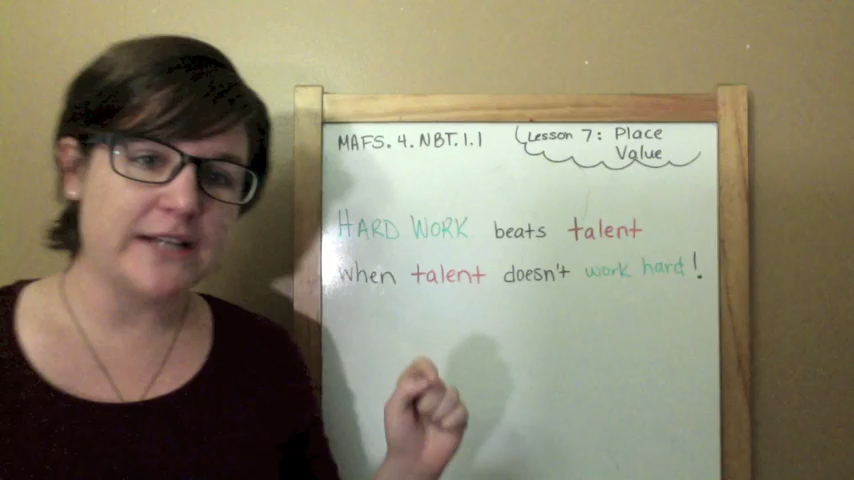 MAFS.4.NBT.1.1
Lesson 7: Place
Value
HARD WORK beats talent
when talent doesn't work hard!